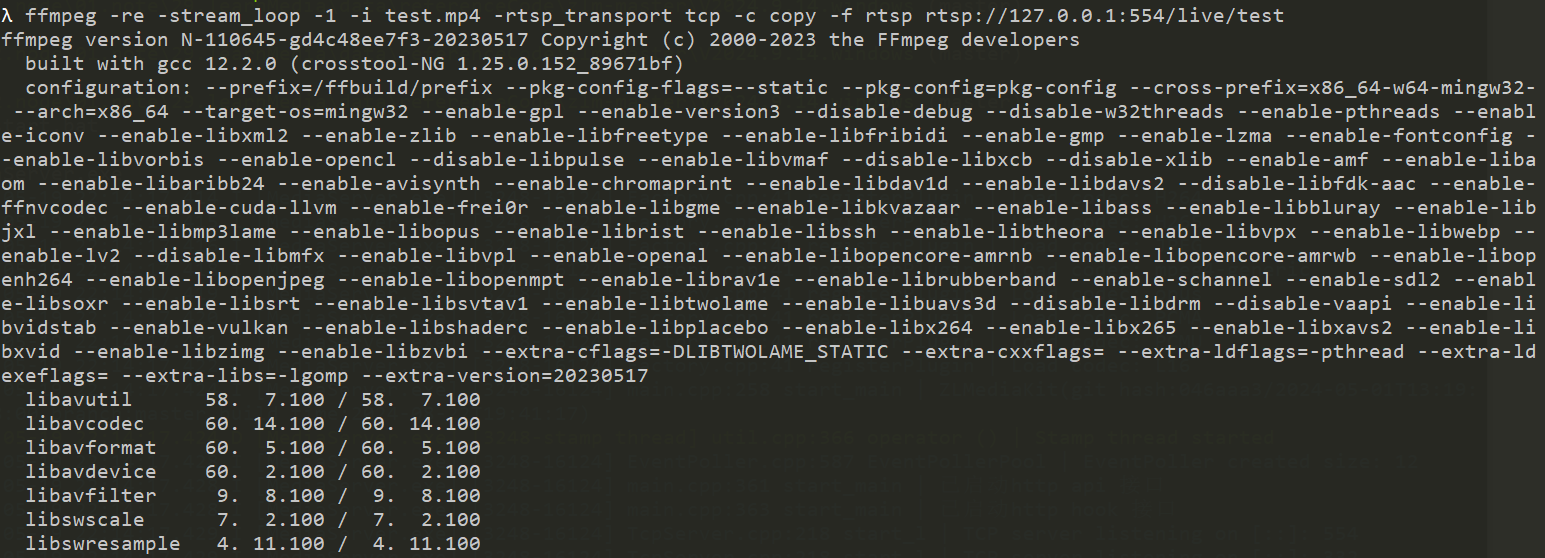 λ ffmpeg -re -stream_loop -1 -i test.mp4 -rtsp_transport tcp -c copy -f rtsp rtsp://127.0.0.1:554/live/test
ffmpeg version N-110645-gd4c48ee7f3-20230517 Copyright (c) 2000-2023 the FFmpeg developers
  built with gcc 12.2.0 (crosstool-NG 1.25.0.152_89671bf)
  configuration: --prefix=/ffbuild/prefix --pkg-config-flags=--static --pkg-config=pkg-config --cross-prefix=x86_64-w64-mingw32-
 --arch=x86_64 --target-os=mingw32 --enable-gpl --enable-version3 --disable-debug --disable-w32threads --enable-pthreads --enabl
e-iconv --enable-libxml2 --enable-zlib --enable-libfreetype --enable-libfribidi --enable-gmp --enable-lzma --enable-fontconfig -
-enable-libvorbis --enable-opencl --disable-libpulse --enable-libvmaf --disable-libxcb --disable-xlib --enable-amf --enable-liba
om --enable-libaribb24 --enable-avisynth --enable-chromaprint --enable-libdav1d --enable-libdavs2 --disable-libfdk-aac --enable-
ffnvcodec --enable-cuda-llvm --enable-frei0r --enable-libgme --enable-libkvazaar --enable-libass --enable-libbluray --enable-lib
jxl --enable-libmp3lame --enable-libopus --enable-librist --enable-libssh --enable-libtheora --enable-libvpx --enable-libwebp --
enable-lv2 --disable-libmfx --enable-libvpl --enable-openal --enable-libopencore-amrnb --enable-libopencore-amrwb --enable-libop
enh264 --enable-libopenjpeg --enable-libopenmpt --enable-librav1e --enable-librubberband --enable-schannel --enable-sdl2 --enabl
e-libsoxr --enable-libsrt --enable-libsvtav1 --enable-libtwolame --enable-libuavs3d --disable-libdrm --disable-vaapi --enable-li
bvidstab --enable-vulkan --enable-libshaderc --enable-libplacebo --enable-libx264 --enable-libx265 --enable-libxavs2 --enable-li
bxvid --enable-libzimg --enable-libzvbi --extra-cflags=-DLIBTWOLAME_STATIC --extra-cxxflags= --extra-ldflags=-pthread --extra-ld
exeflags= --extra-libs=-lgomp --extra-version=20230517
  libavutil      58.  7.100 / 58.  7.100
  libavcodec     60. 14.100 / 60. 14.100
  libavformat    60.  5.100 / 60.  5.100
  libavdevice    60.  2.100 / 60.  2.100
  libavfilter     9.  8.100 /  9.  8.100
  libswscale      7.  2.100 /  7.  2.100
  libswresample   4. 11.100 /  4. 11.100